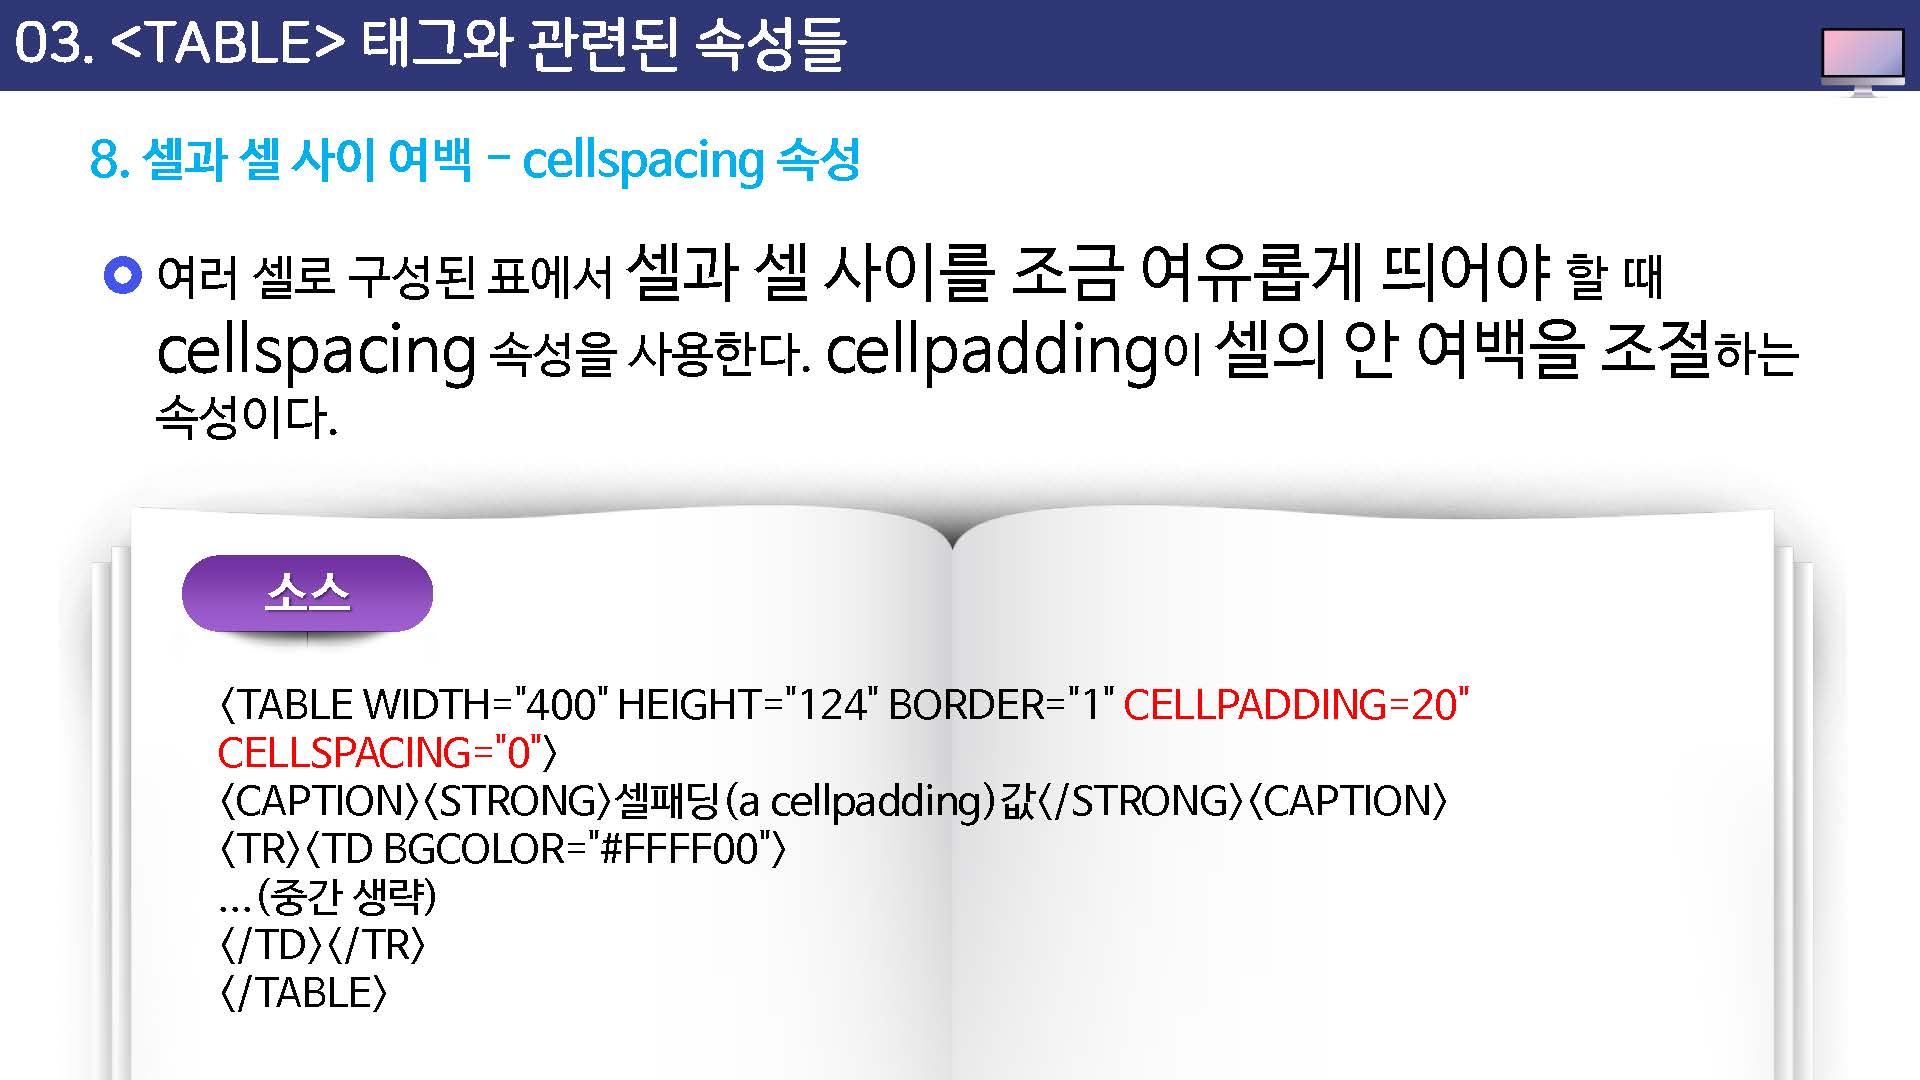 03. <TABLE> 태그와 관련된 속성들
8. 셀과 셀 사이 여백 - cellspacing 속성
여러 셀로 구성된 표에서 셀과 셀 사이를 조금 여유롭게 띄어야 할 때
cellspacing 속성을 사용한다. cellpadding이 셀의 안 여백을 조절하는
속성이다.
소스
<TABLE WIDTH="400" HEIGHT="124" BORDER="1" CELLPADDING=20"
CELLSPACING="0">
<CAPTION><STRONG>셀패딩(a cellpadding)값</STRONG><CAPTION>
<TR><TD BGCOLOR="#FFFF00">
...(중간 생략)
</TD></TR>
</TABLE>